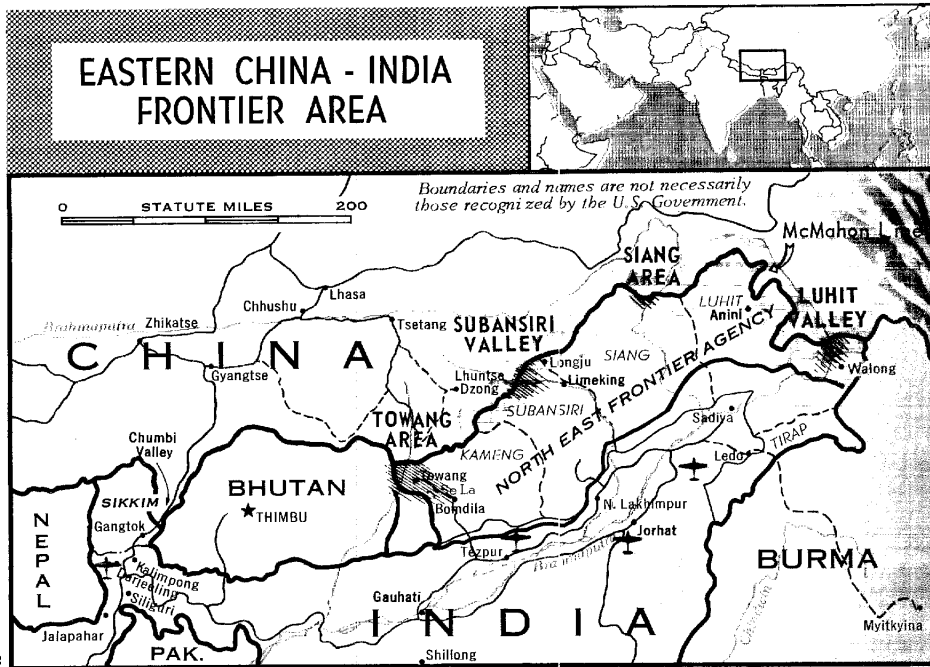 EASTERN CHINA - INDIA
FRONTIER AREA
0 STATUTE MILES 200
Boundaries and names are not necessarily
those recognized by the U.S. Government.
McMahon Line
SIANG
AREA
LUHIT
Anini
LUHIT
VALLEY
Lhasa
Chhushu
Brahmaputra
Zhikatse
Tsetang
SUBANSIRI
VALLEY
CHINA
Gyangtse
Longju
SIANG
Walong
Lhuntse
Dzong
Limeking
NORTH EAST FRONTIER AGENCY
SUBANSIRI
TOWANG
AREA
Sadiya
Chumbi
Valley
KAMENG
TIRAP
Ledo
Towang
Se La
Bomdila
BHUTAN
THIMBU
SIKKIM
Gangtok
NEPAL
N. Lakhimpur
Jorhat
Tezpur
Brahmaputra
BURMA
Kalimpong
Darjeeling
Siliguri
Gauhati
Chindwin
INDIA
Jalapahar
Myitkyina
PAK.
Shillong